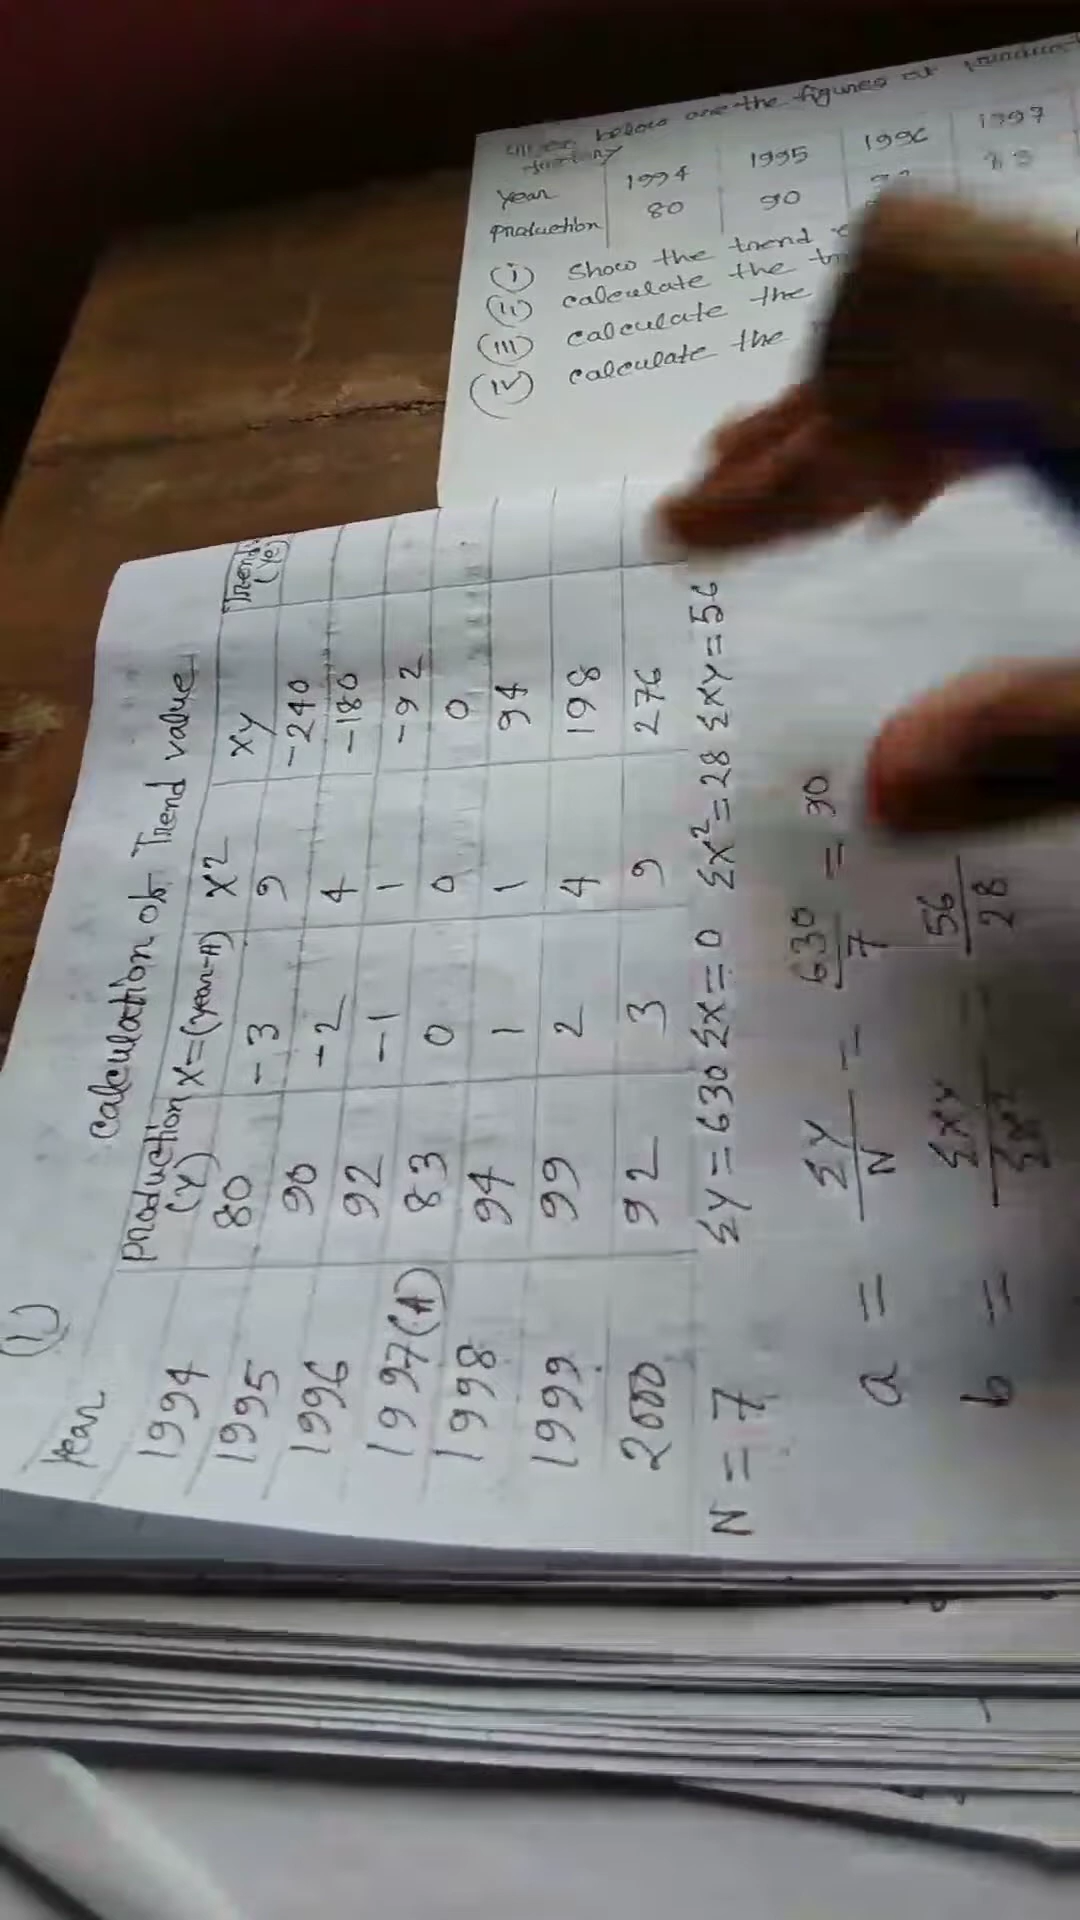 (1)
calculation of Trend value
Year Production (Y) X=(year-A) X2 XY Trend (Ye)
1994 80 -3 9 -240
1995 90 -2 4 -180
1996 92 -1 1 -92
1997(A) 83 0 0 0
1998 94 1 1 94
1999 99 2 4 198
2000 92 3 9 276
N = 7 ΣY=630 Σx=0 Σx²=28 ΣXY=56
a = ΣY/N = 630/7 = 90
b = ΣXY/Σx² = 56/28
below are the figures of
Year 1994 1995 1996 1997
production 80 90 83
(i) show the trend
(ii) calculate the
(iii) calculate the
(iv) calculate the